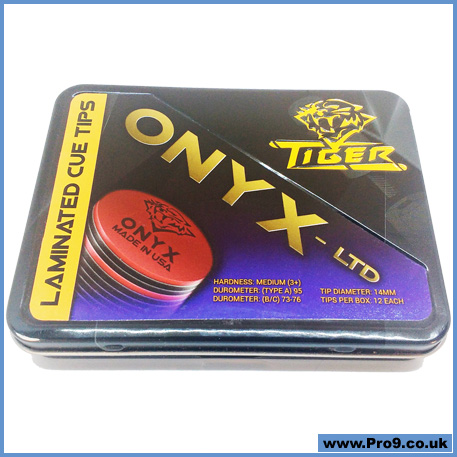 LAMINATED CUE TIPS
ONYX - LTD
TIGER
ONYX
MADE IN USA
HARDNESS: MEDIUM (3+)
DUROMETER: (TYPE A) 95
DUROMETER: (B/C) 73-76
TIP DIAMETER: 14MM
TIPS PER BOX: 12 EACH
www.Pro9.co.uk